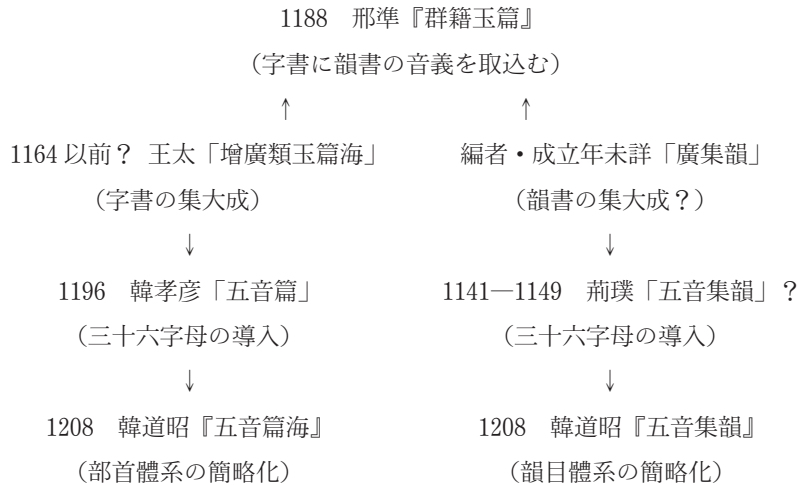 1188　邢準『群籍玉篇』
（字書に韻書の音義を取込む）
↑　↑
1164以前？ 王太「增廣類玉篇海」　編者・成立年未詳「廣集韻」
（字書の集大成）　（韻書の集大成？）
↓　↓
1196　韓孝彦「五音篇」　1141―1149　荊璞「五音集韻」？
（三十六字母の導入）　（三十六字母の導入）
↓　↓
1208　韓道昭『五音篇海』　1208　韓道昭『五音集韻』
（部首體系の簡略化）　（韻目體系の簡略化）